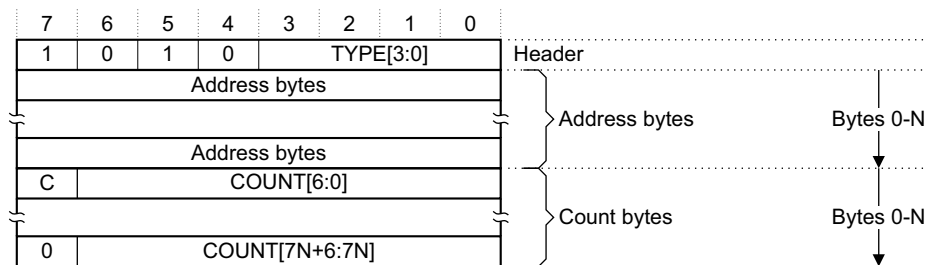 7 6 5 4 3 2 1 0
1 0 1 0 TYPE[3:0] Header
Address bytes
Address bytes Bytes 0-N
Address bytes
C COUNT[6:0]
Count bytes Bytes 0-N
0 COUNT[7N+6:7N]